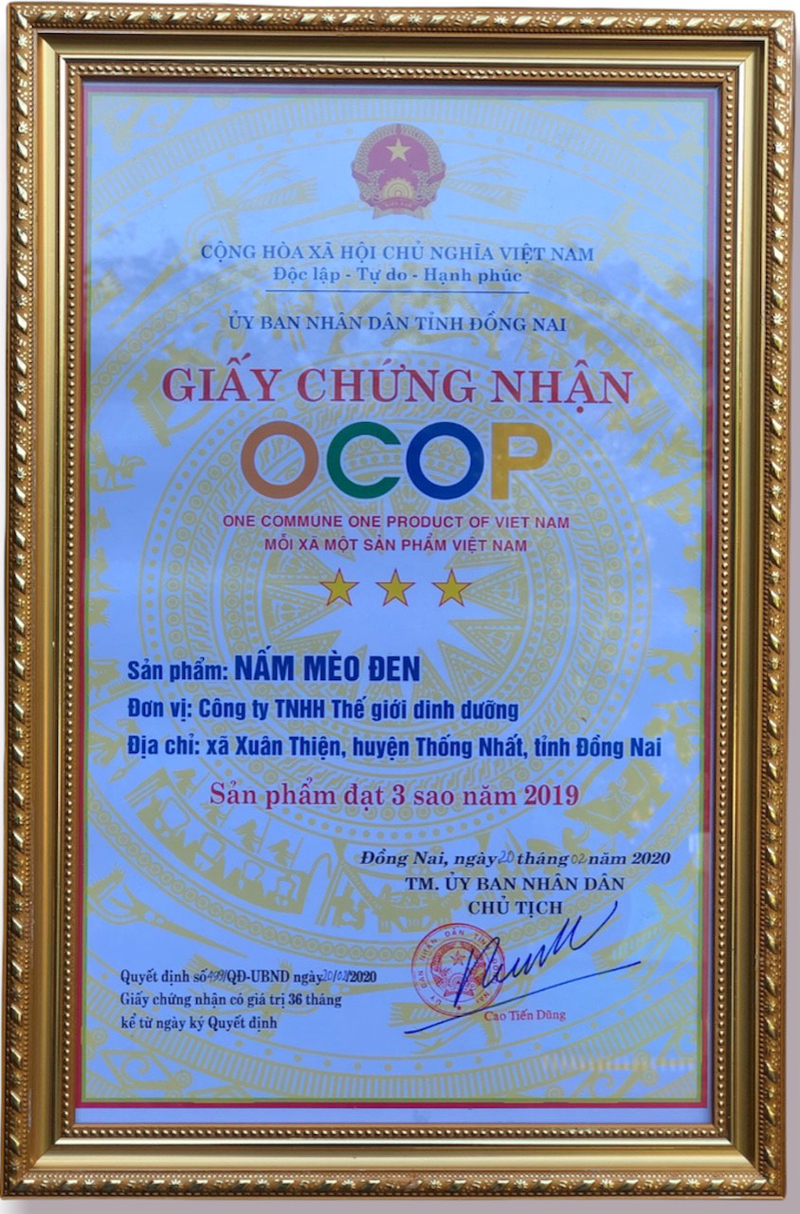 CỘNG HÒA XÃ HỘI CHỦ NGHĨA VIỆT NAM
Độc lập - Tự do - Hạnh phúc
ỦY BAN NHÂN DÂN TỈNH ĐỒNG NAI
GIẤY CHỨNG NHẬN
OCOP
ONE COMMUNE ONE PRODUCT OF VIET NAM
MỖI XÃ MỘT SẢN PHẨM VIỆT NAM
Sản phẩm: NẤM MÈO ĐEN
Đơn vị: Công ty TNHH Thế giới dinh dưỡng
Địa chỉ: xã Xuân Thiện, huyện Thống Nhất, tỉnh Đồng Nai
Sản phẩm đạt 3 sao năm 2019
Đồng Nai, ngày 20 tháng 02 năm 2020
TM. ỦY BAN NHÂN DÂN
CHỦ TỊCH
Quyết định số /QĐ-UBND ngày 20/02/2020
Giấy chứng nhận có giá trị 36 tháng
kể từ ngày ký Quyết định
Cao Tiến Dũng